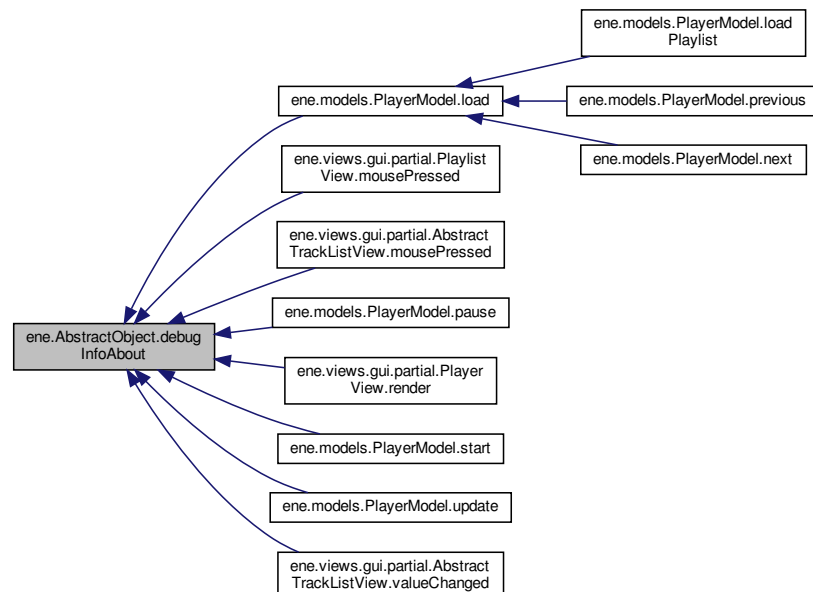 ene.models.PlayerModel.load
Playlist
ene.models.PlayerModel.load
ene.models.PlayerModel.previous
ene.models.PlayerModel.next
ene.views.gui.partial.Playlist
View.mousePressed
ene.views.gui.partial.Abstract
TrackListView.mousePressed
ene.models.PlayerModel.pause
ene.AbstractObject.debug
InfoAbout
ene.views.gui.partial.Player
View.render
ene.models.PlayerModel.start
ene.models.PlayerModel.update
ene.views.gui.partial.Abstract
TrackListView.valueChanged